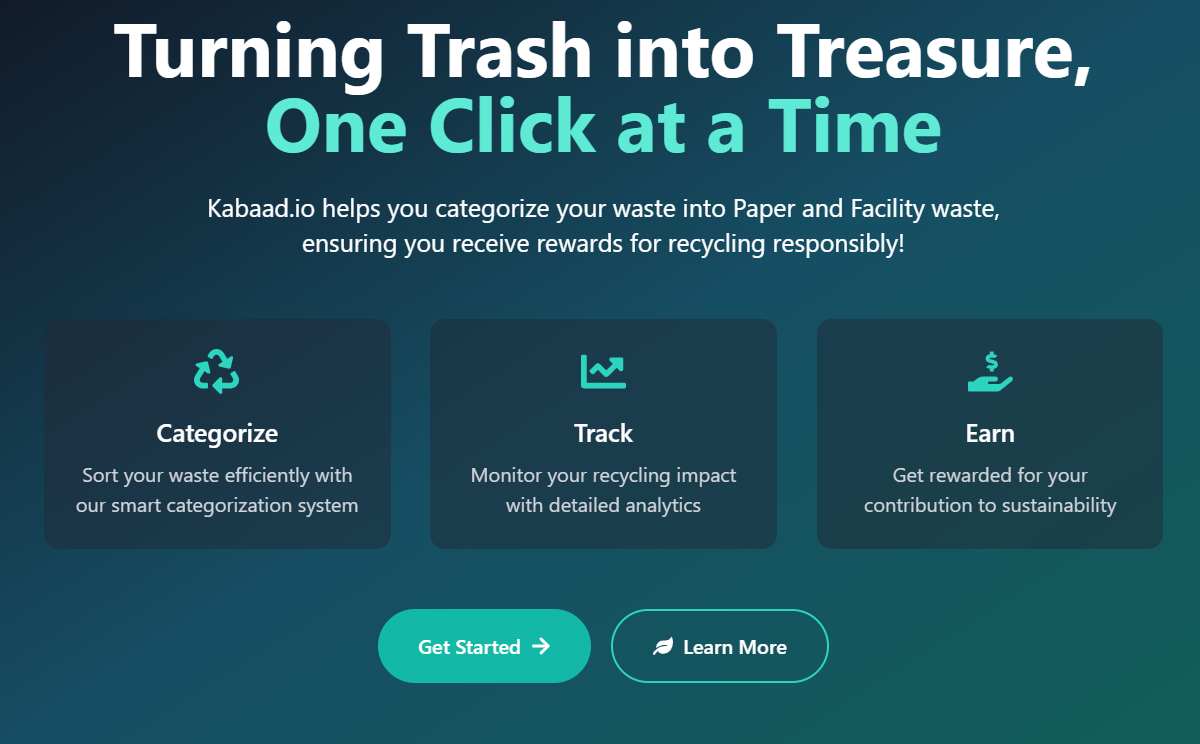 Turning Trash into Treasure,
One Click at a Time
Kabaad.io helps you categorize your waste into Paper and Facility waste,
ensuring you receive rewards for recycling responsibly!
Categorize
Sort your waste efficiently with
our smart categorization system
Track
Monitor your recycling impact
with detailed analytics
Earn
Get rewarded for your
contribution to sustainability
Get Started
Learn More